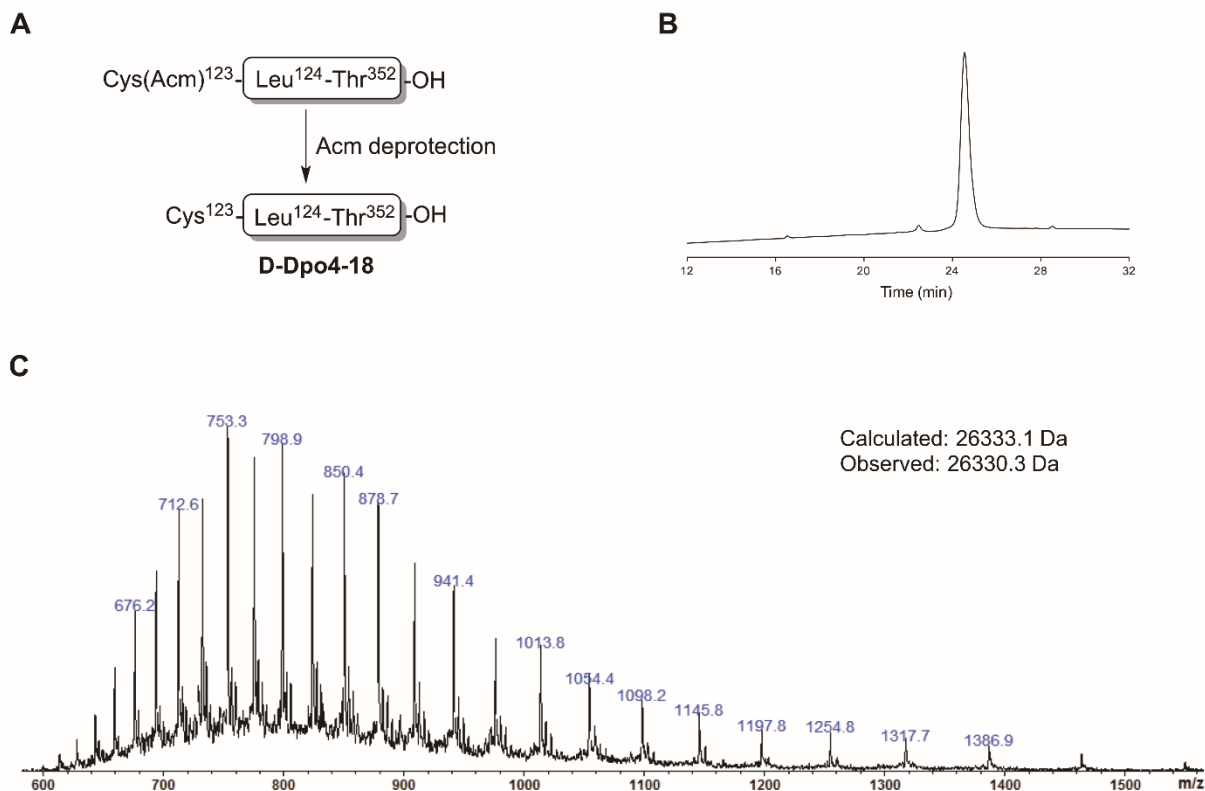 A
Cys(Acm)¹²³-Leu¹²⁴-Thr³⁵²-OH
Acm deprotection
Cys¹²³-Leu¹²⁴-Thr³⁵²-OH
D-Dpo4-18
B
12 16 20 24 28 32
Time (min)
C
753.3
798.9
850.4
878.7
712.6
941.4
676.2
1013.8
1054.4
1098.2
1145.8
1197.8
1254.8
1317.7
1386.9
Calculated: 26333.1 Da
Observed: 26330.3 Da
600 700 800 900 1000 1100 1200 1300 1400 1500 m/z